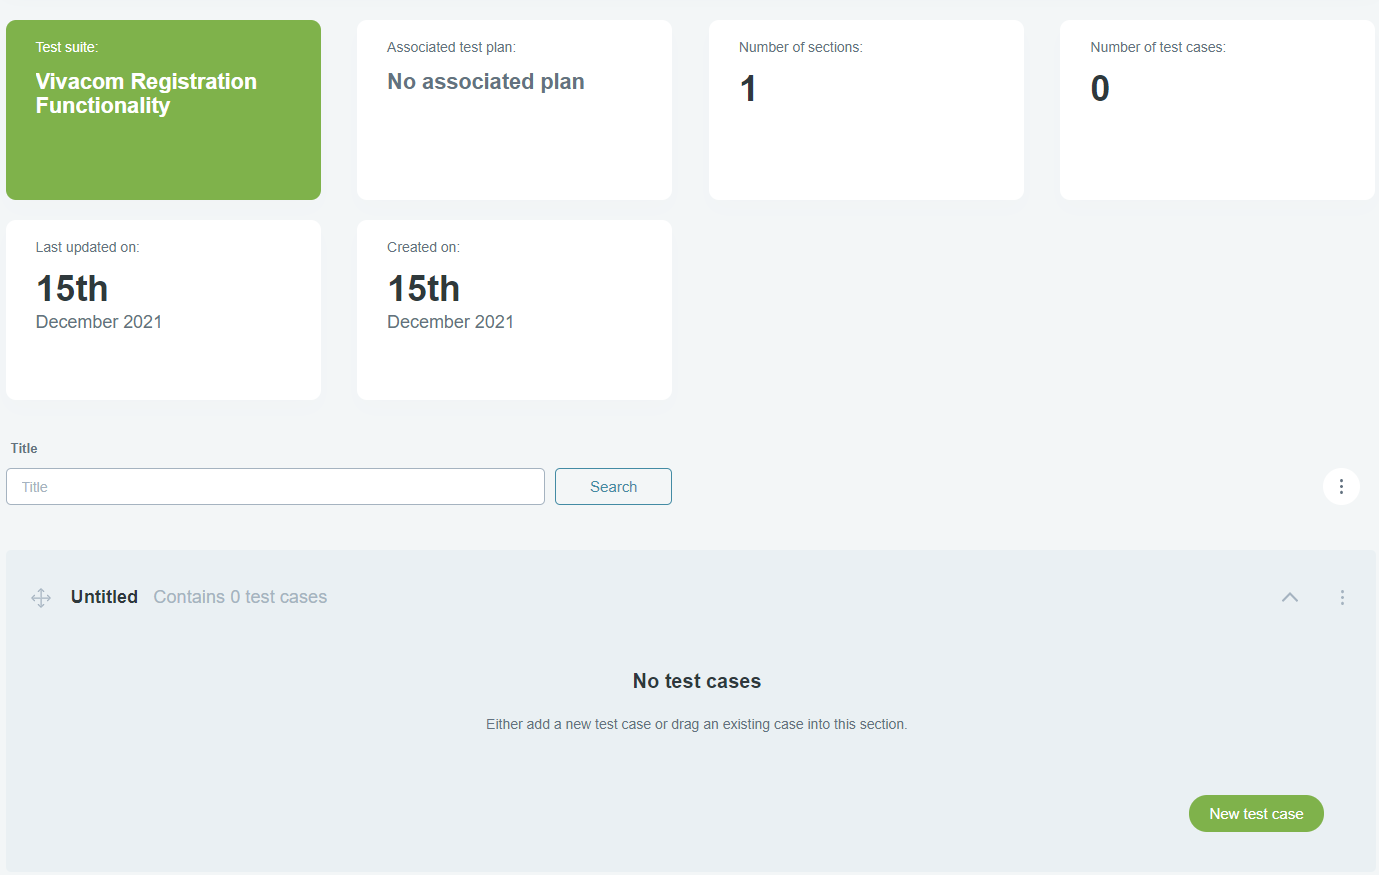 Test suite:
Vivacom Registration
Functionality
Associated test plan:
No associated plan
Number of sections:
1
Number of test cases:
0
Last updated on:
15th
December 2021
Created on:
15th
December 2021
Title
Title
Search
Untitled Contains 0 test cases
No test cases
Either add a new test case or drag an existing case into this section.
New test case